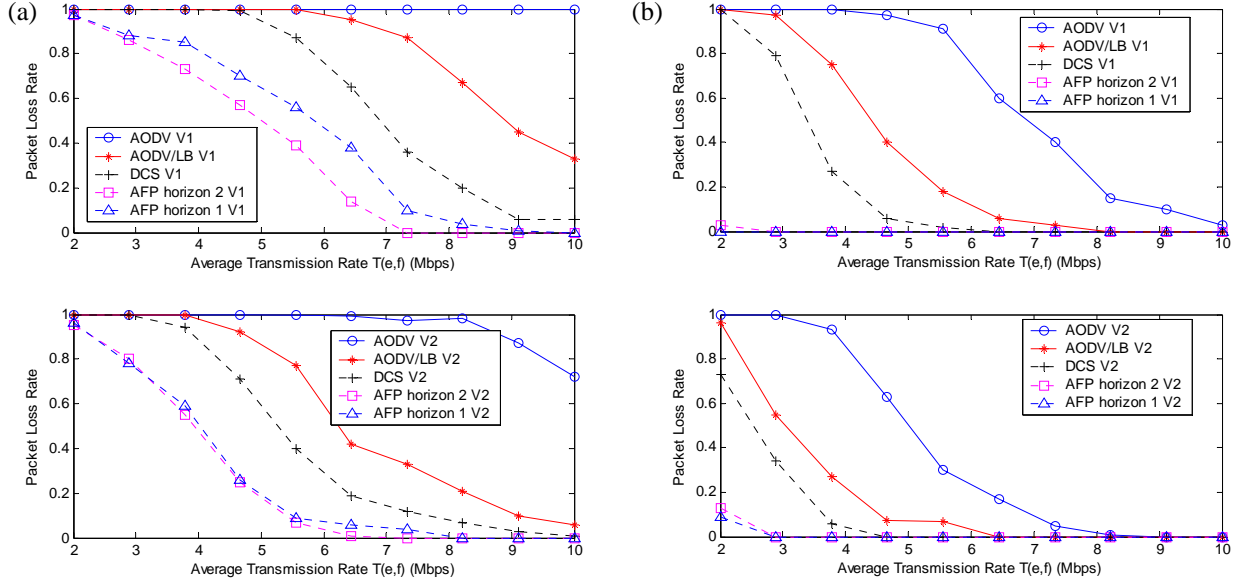 (a)
Packet Loss Rate
1
0.8
0.6
0.4
0.2
0
AODV V1
AODV/LB V1
DCS V1
AFP horizon 2 V1
AFP horizon 1 V1
2 3 4 5 6 7 8 9 10
Average Transmission Rate T(e,f) (Mbps)
(b)
Packet Loss Rate
1
0.8
0.6
0.4
0.2
0
AODV V1
AODV/LB V1
DCS V1
AFP horizon 2 V1
AFP horizon 1 V1
2 3 4 5 6 7 8 9 10
Average Transmission Rate T(e,f) (Mbps)
Packet Loss Rate
1
0.8
0.6
0.4
0.2
0
AODV V2
AODV/LB V2
DCS V2
AFP horizon 2 V2
AFP horizon 1 V2
2 3 4 5 6 7 8 9 10
Average Transmission Rate T(e,f) (Mbps)
Packet Loss Rate
1
0.8
0.6
0.4
0.2
0
AODV V2
AODV/LB V2
DCS V2
AFP horizon 2 V2
AFP horizon 1 V2
2 3 4 5 6 7 8 9 10
Average Transmission Rate T(e,f) (Mbps)